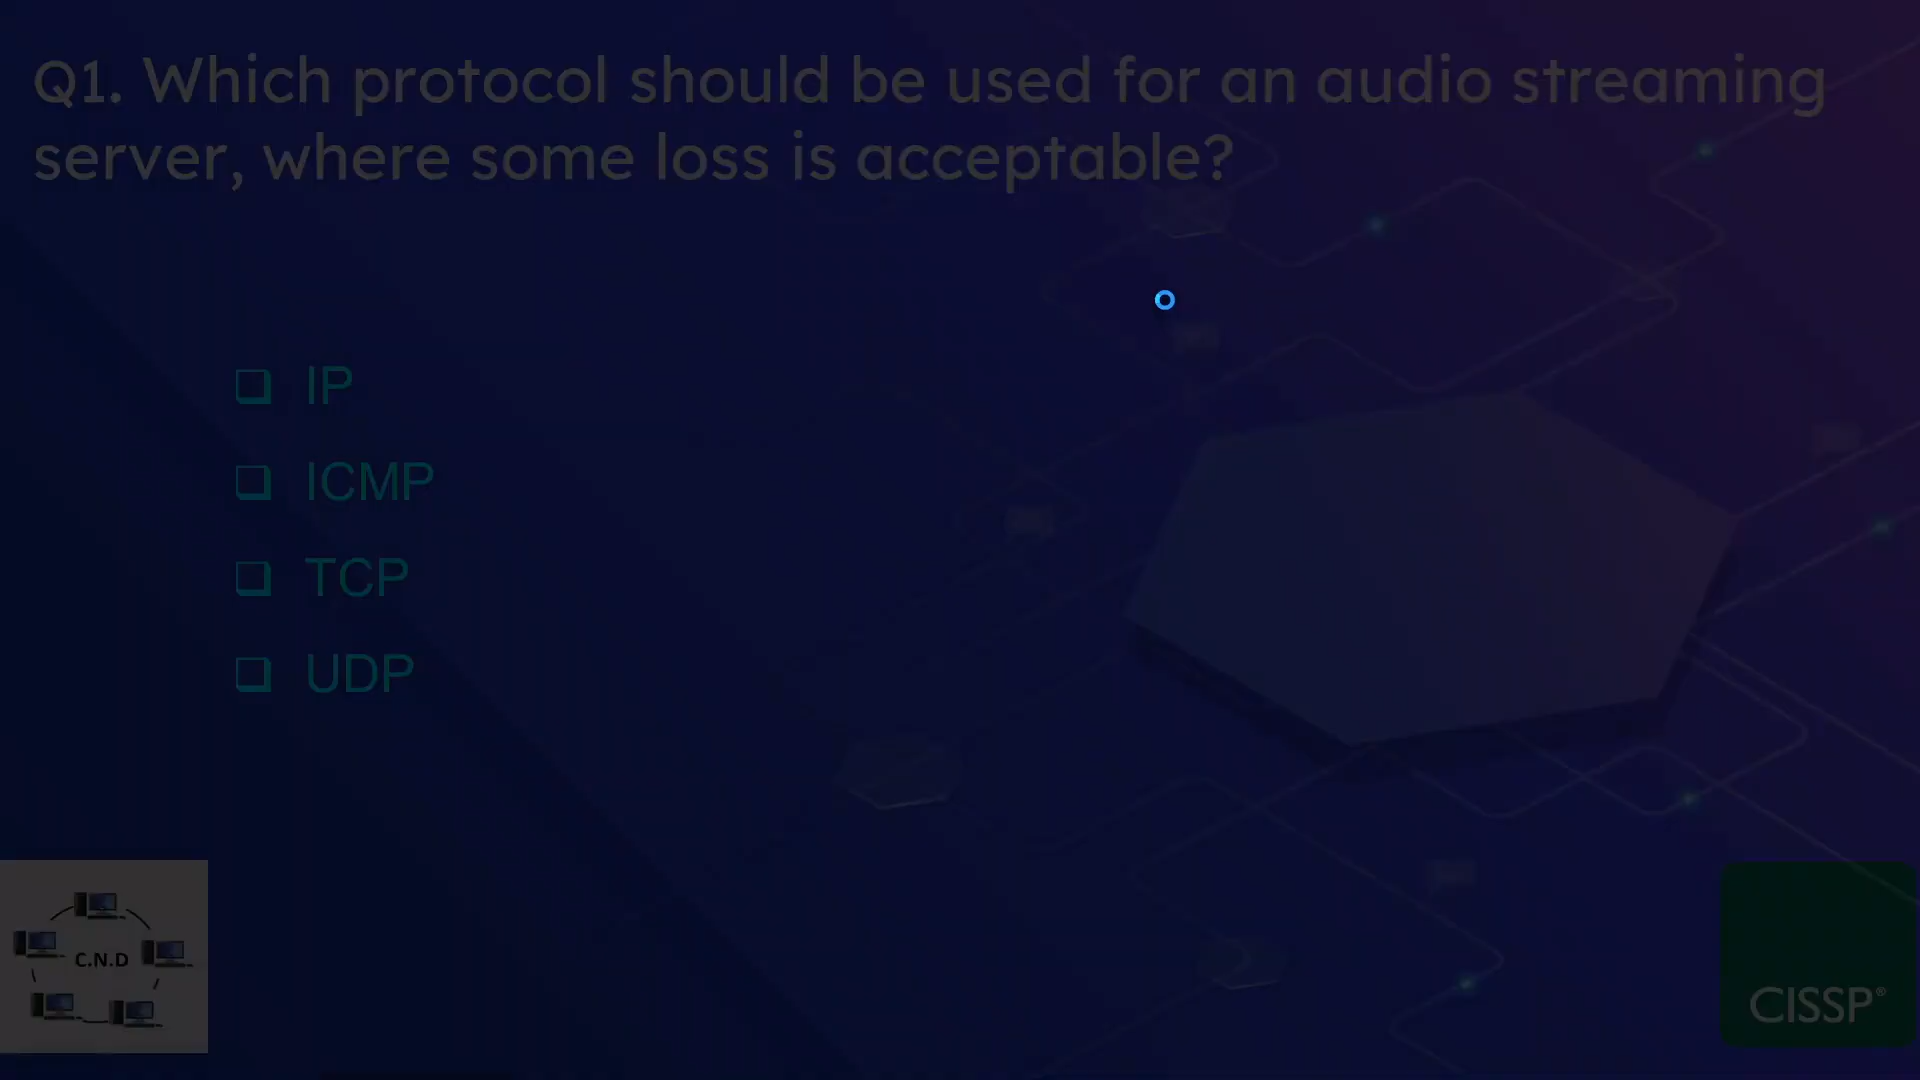 Q1. Which protocol should be used for an audio streaming
server, where some loss is acceptable?
IP
ICMP
TCP
UDP
C.N.D
CISSP®